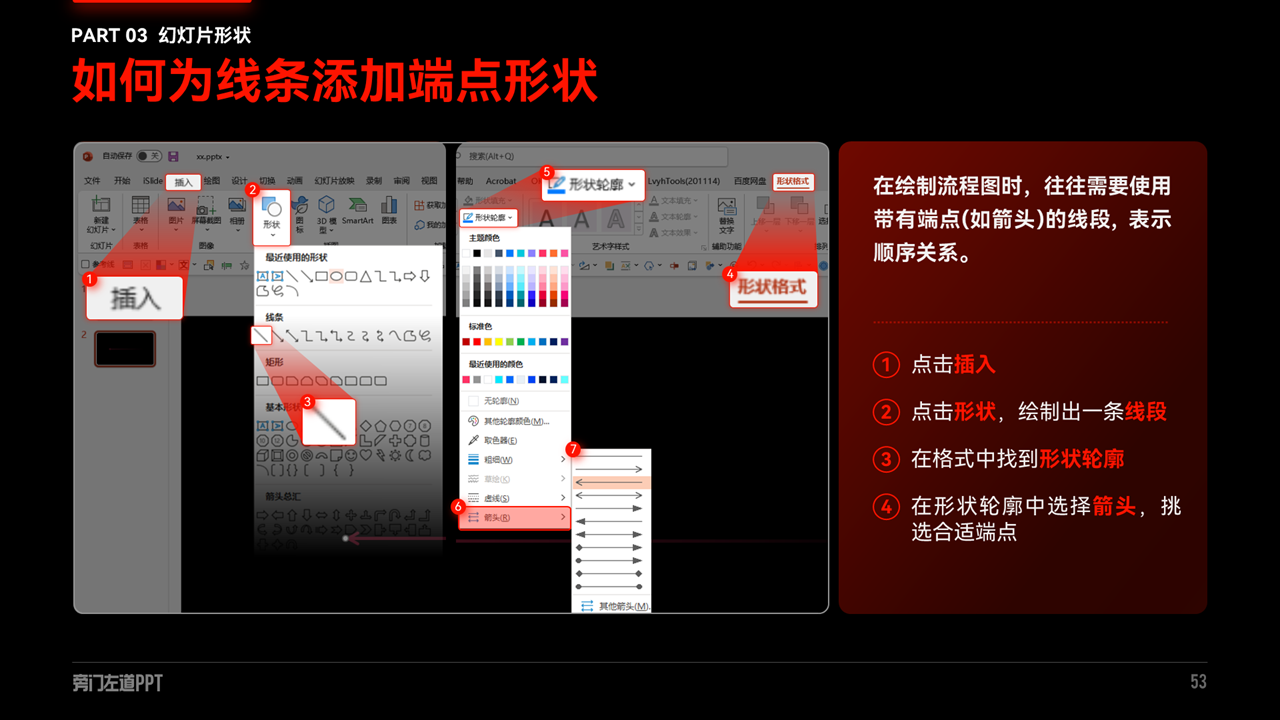 PART 03 幻灯片形状
如何为线条添加端点形状
自动保存 关 xx.pptx
文件 开始 iSlide 插入 绘图 设计 切换 动画 幻灯片放映 录制 审阅 视图
新建幻灯片 表格 图片 屏幕截图 相册 形状 图标 3D 模型 SmartArt 图表
幻灯片 表格 图像
1
插入
2
最近使用的形状
线条
矩形
3
基本形状
箭头总汇
2
搜索(Alt+Q)
帮助 Acrobat LvyhTools(201114) 百度网盘 形状格式
5
形状轮廓
形状填充
形状轮廓
文本填充
文本轮廓
文本效果
替换文字
上移一层 下移一层
艺术字样式 辅助功能
4
形状格式
主题颜色
标准色
最近使用的颜色
无轮廓(N)
其他轮廓颜色(M)...
取色器(E)
粗细(W)
草绘(K)
虚线(S)
6
箭头(R)
7
其他箭头(M)...
在绘制流程图时，往往需要使用
带有端点(如箭头)的线段，表示
顺序关系。
1 点击插入
2 点击形状，绘制出一条线段
3 在格式中找到形状轮廓
4 在形状轮廓中选择箭头，挑
选合适端点
旁门左道PPT
53